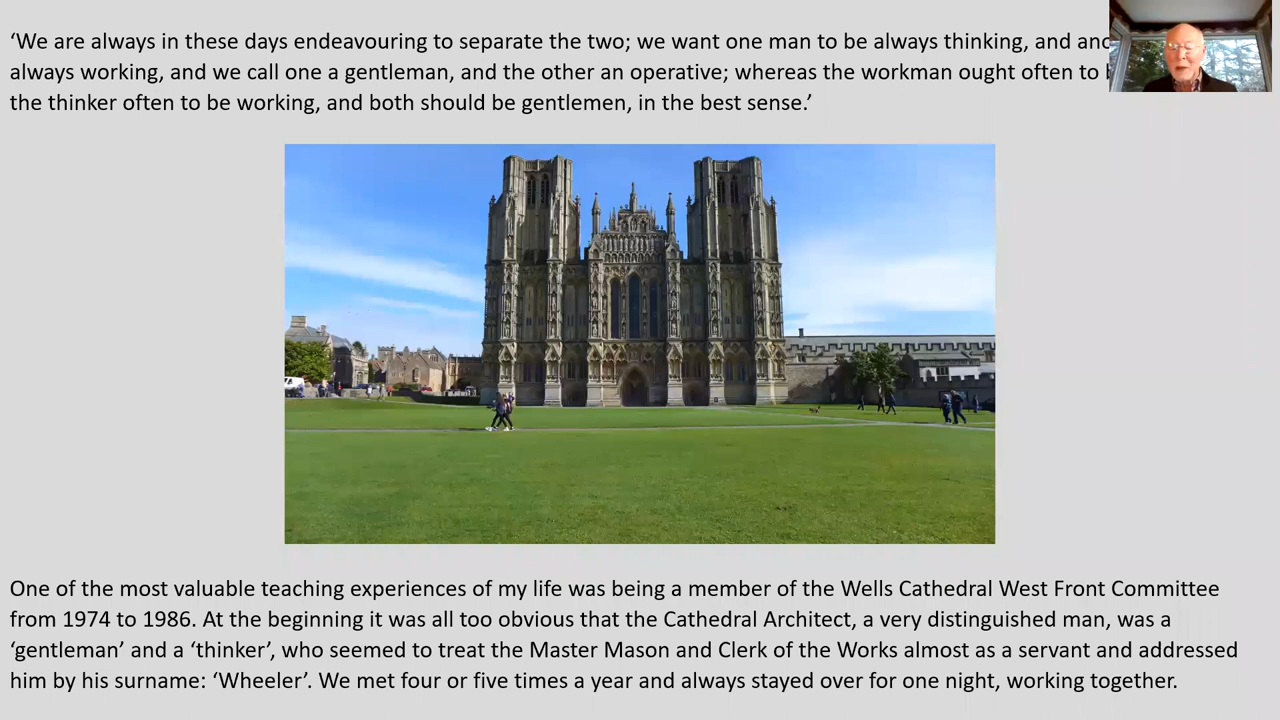 ‘We are always in these days endeavouring to separate the two; we want one man to be always thinking, and
always working, and we call one a gentleman, and the other an operative; whereas the workman ought often to
the thinker often to be working, and both should be gentlemen, in the best sense.’
One of the most valuable teaching experiences of my life was being a member of the Wells Cathedral West Front Committee
from 1974 to 1986. At the beginning it was all too obvious that the Cathedral Architect, a very distinguished man, was a
‘gentleman’ and a ‘thinker’, who seemed to treat the Master Mason and Clerk of the Works almost as a servant and addressed
him by his surname: ‘Wheeler’. We met four or five times a year and always stayed over for one night, working together.